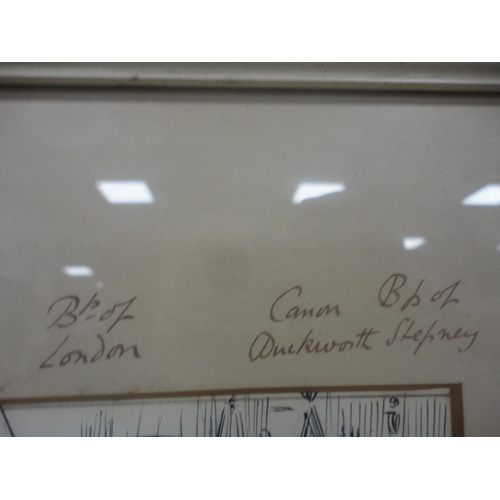 Bp. of
London
Canon
Duckworth
Bp of
Stepney